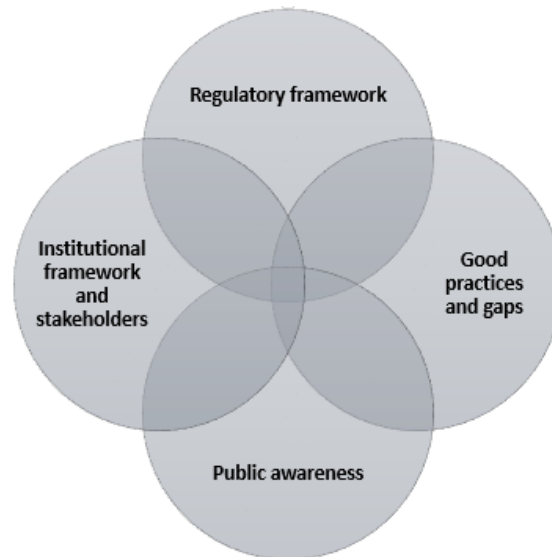 Regulatory framework
Institutional
framework
and
stakeholders
Good
practices
and gaps
Public awareness